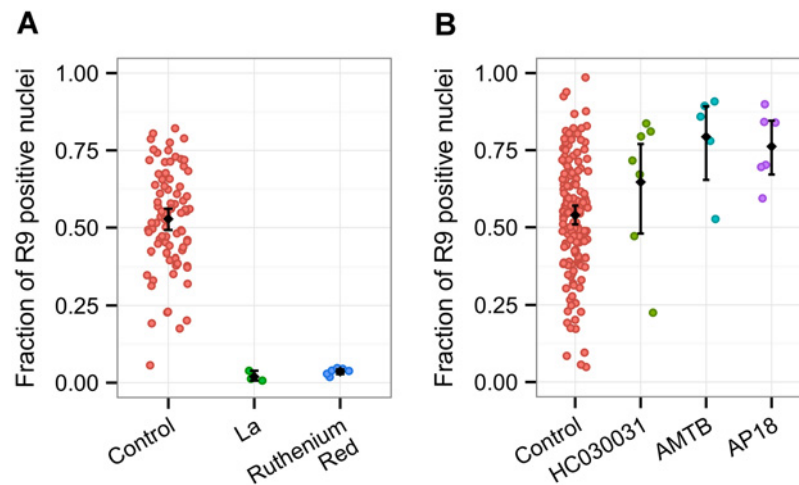 A
Fraction of R9 positive nuclei
1.00
0.75
0.50
0.25
0.00
Control
La
Ruthenium
Red
B
Fraction of R9 positive nuclei
1.00
0.75
0.50
0.25
0.00
Control
HC030031
AMTB
AP18